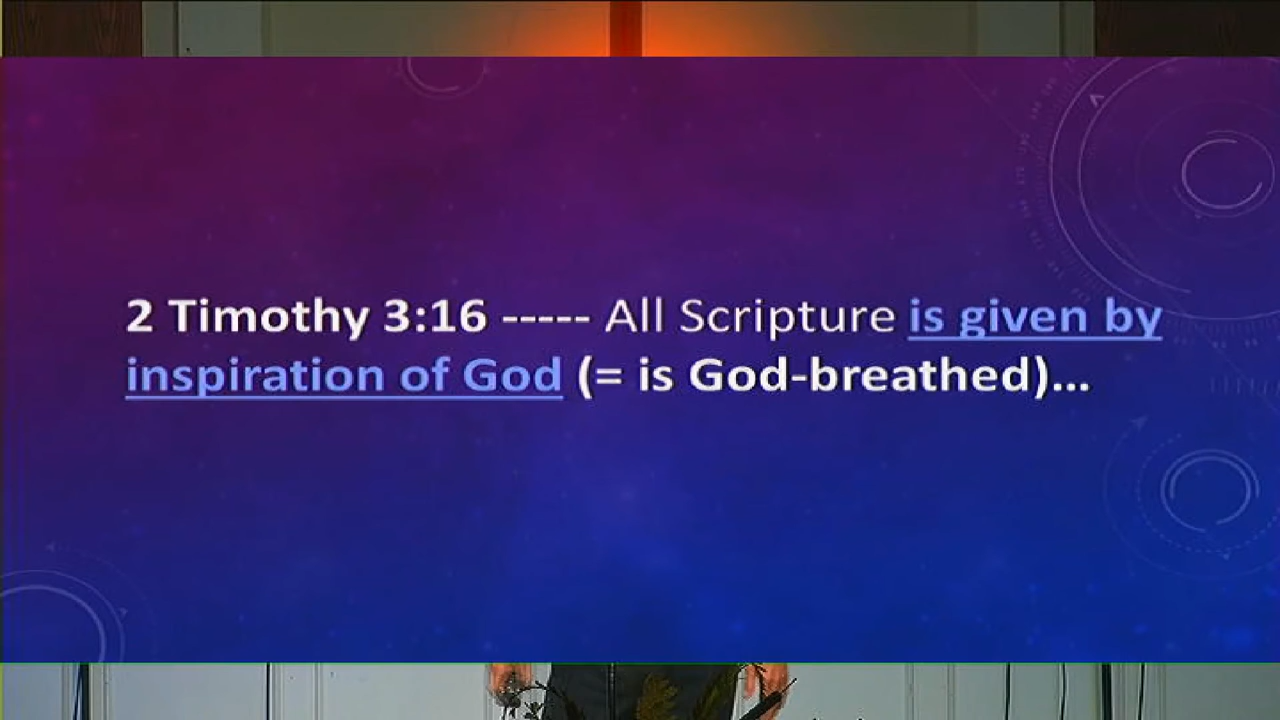 2 Timothy 3:16 ----- All Scripture is given by
inspiration of God (= is God-breathed)...